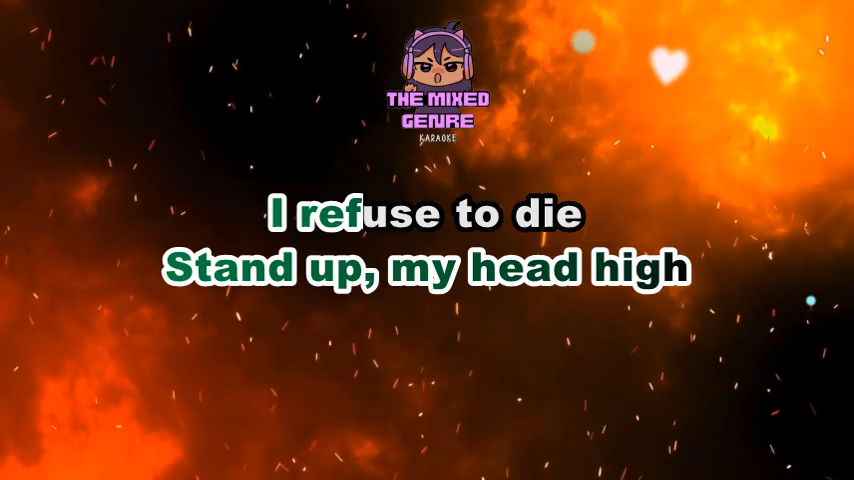 THE MIXED
GENRE
KARAOKE
I refuse to die
Stand up, my head high